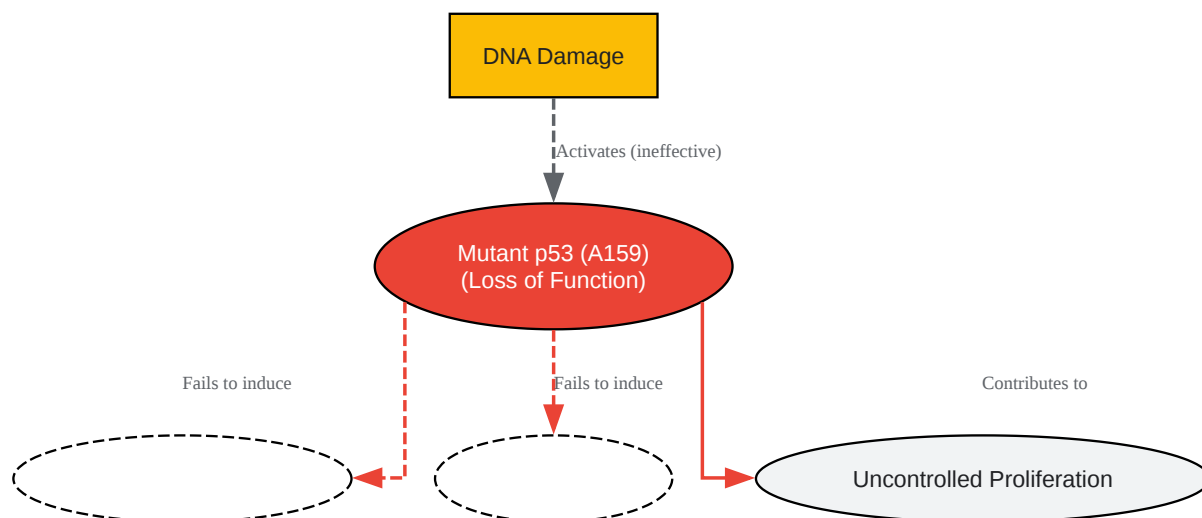 DNA Damage
Activates (ineffective)
Mutant p53 (A159)
(Loss of Function)
Fails to induce
Fails to induce
Contributes to
Uncontrolled Proliferation